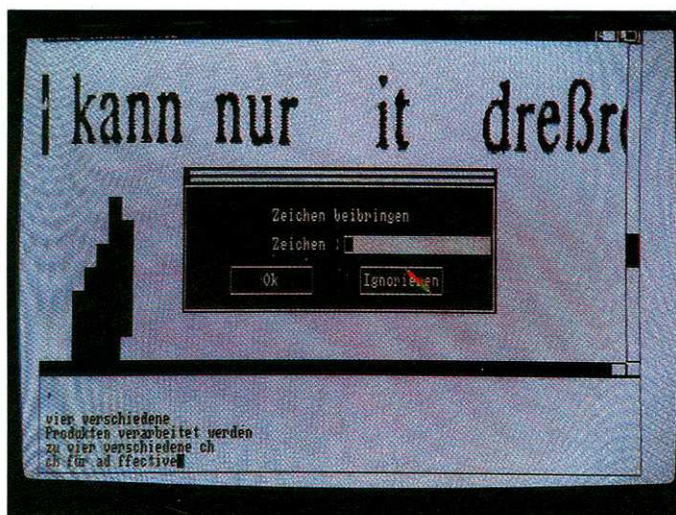 kann nur it dreßr
Zeichen beibringen
Zeichen :
Ok Ignorieren
vier verschiedene
Produkten verarbeitet werden
zu vier verschiedene ch
ch für ad ffective